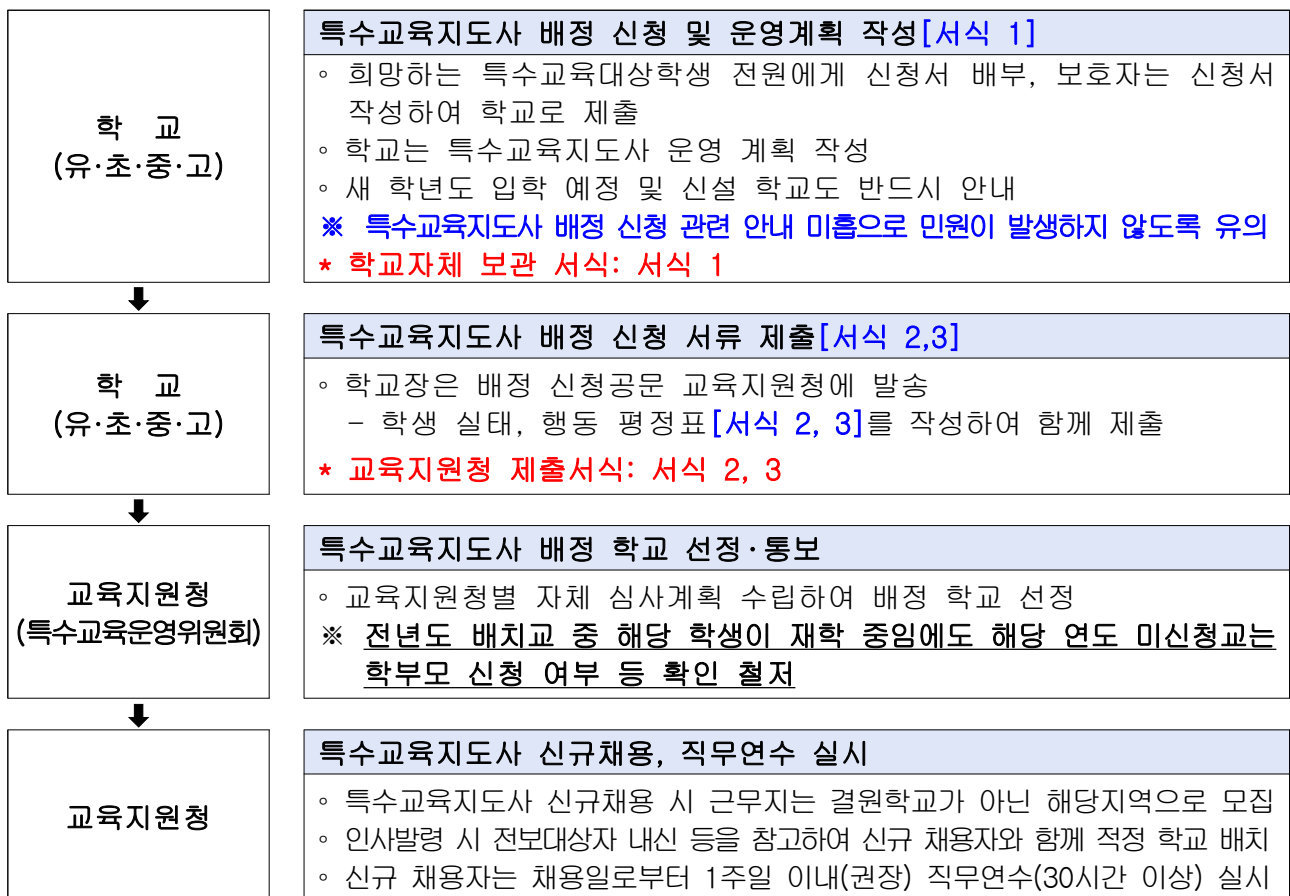 학 교
(유·초·중·고)
특수교육지도사 배정 신청 및 운영계획 작성[서식 1]
◦ 희망하는 특수교육대상학생 전원에게 신청서 배부, 보호자는 신청서
작성하여 학교로 제출
◦ 학교는 특수교육지도사 운영 계획 작성
◦ 새 학년도 입학 예정 및 신설 학교도 반드시 안내
※ 특수교육지도사 배정 신청 관련 안내 미흡으로 민원이 발생하지 않도록 유의
* 학교자체 보관 서식: 서식 1
학 교
(유·초·중·고)
특수교육지도사 배정 신청 서류 제출[서식 2,3]
◦ 학교장은 배정 신청공문 교육지원청에 발송
- 학생 실태, 행동 평정표[서식 2, 3]를 작성하여 함께 제출
* 교육지원청 제출서식: 서식 2, 3
교육지원청
(특수교육운영위원회)
특수교육지도사 배정 학교 선정·통보
◦ 교육지원청별 자체 심사계획 수립하여 배정 학교 선정
※ 전년도 배치교 중 해당 학생이 재학 중임에도 해당 연도 미신청교는
학부모 신청 여부 등 확인 철저
교육지원청
특수교육지도사 신규채용, 직무연수 실시
◦ 특수교육지도사 신규채용 시 근무지는 결원학교가 아닌 해당지역으로 모집
◦ 인사발령 시 전보대상자 내신 등을 참고하여 신규 채용자와 함께 적정 학교 배치
◦ 신규 채용자는 채용일로부터 1주일 이내(권장) 직무연수(30시간 이상) 실시